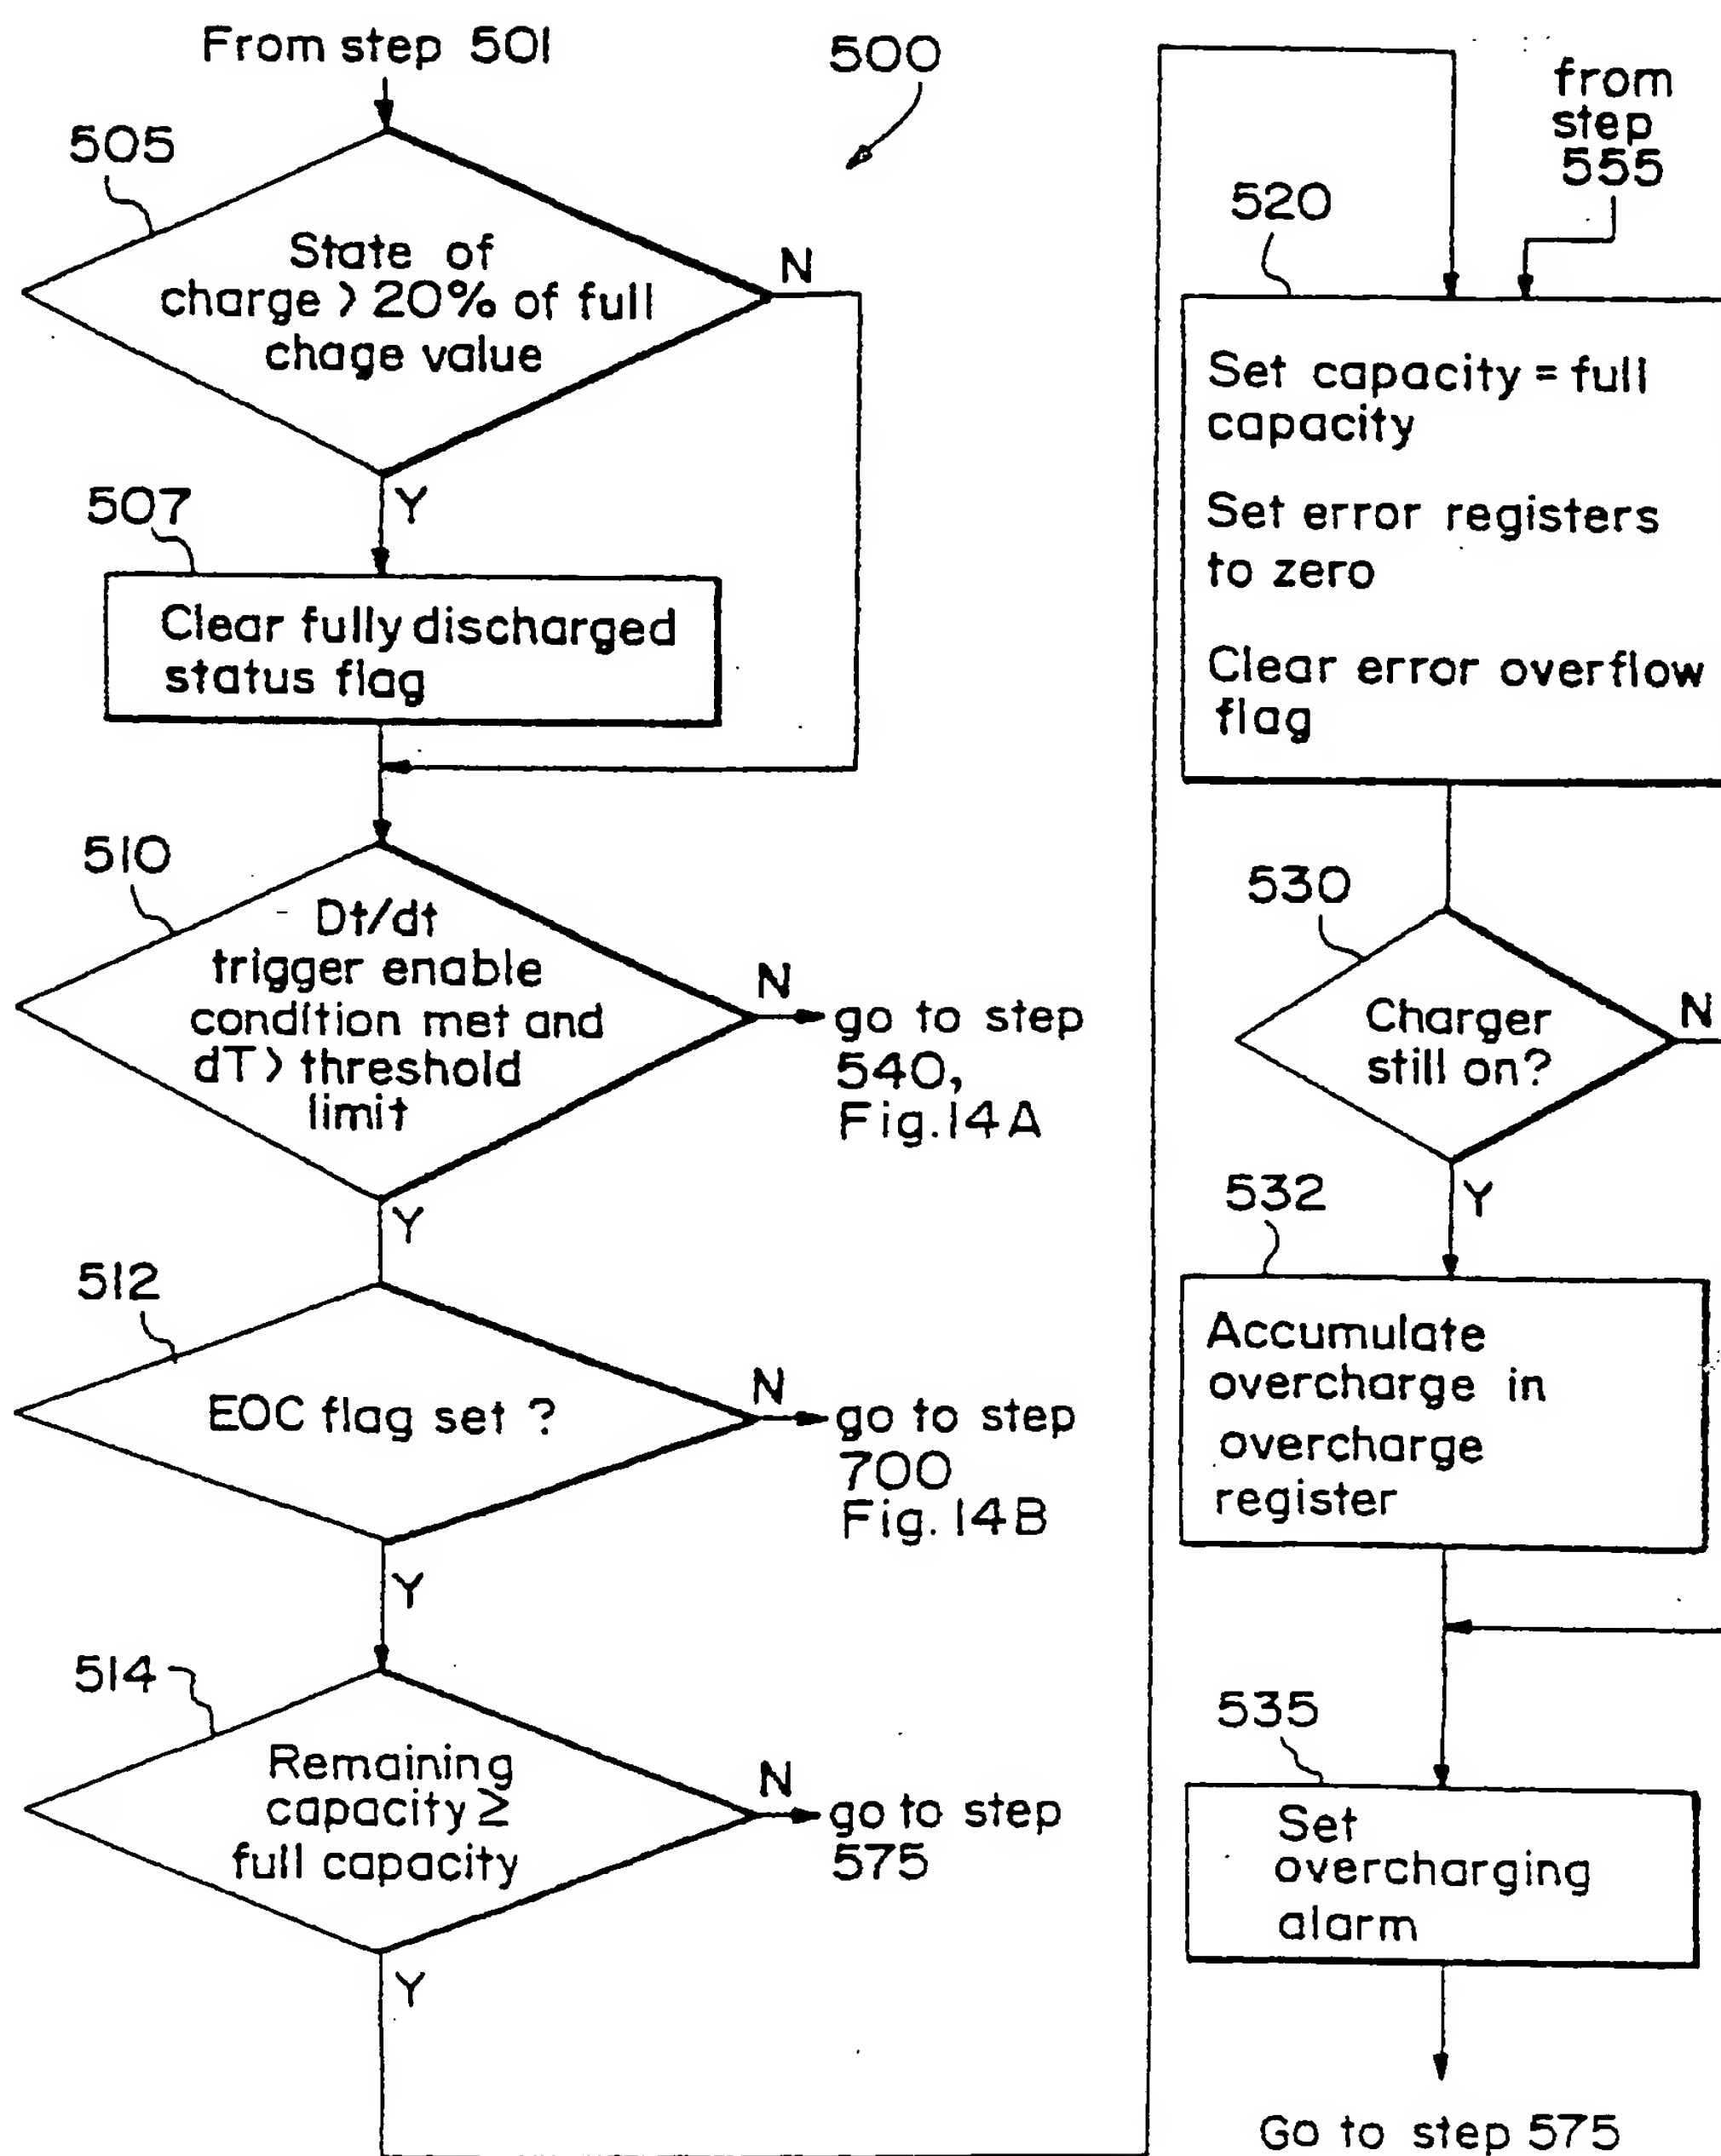 From step 501
500
505
State of
charge > 20% of full
chage value
N
Y
507
Clear fully discharged
status flag
510
Dt/dt
trigger enable
condition met and
dT > threshold
limit
N
go to step
540,
Fig. 14A
Y
512
EOC flag set ?
N
go to step
700
Fig. 14B
Y
514
Remaining
capacity ≥
full capacity
N
go to step
575
Y
from
step
555
520
Set capacity = full
capacity
Set error registers
to zero
Clear error overflow
flag
530
Charger
still on?
N
Y
532
Accumulate
overcharge in
overcharge
register
535
Set
overcharging
alarm
Go to step 575